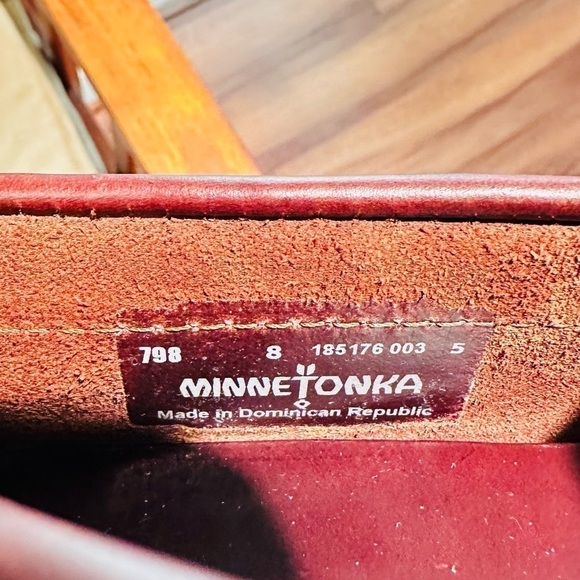 798 8 185176 003 5
MINNETONKA
Made in Dominican Republic